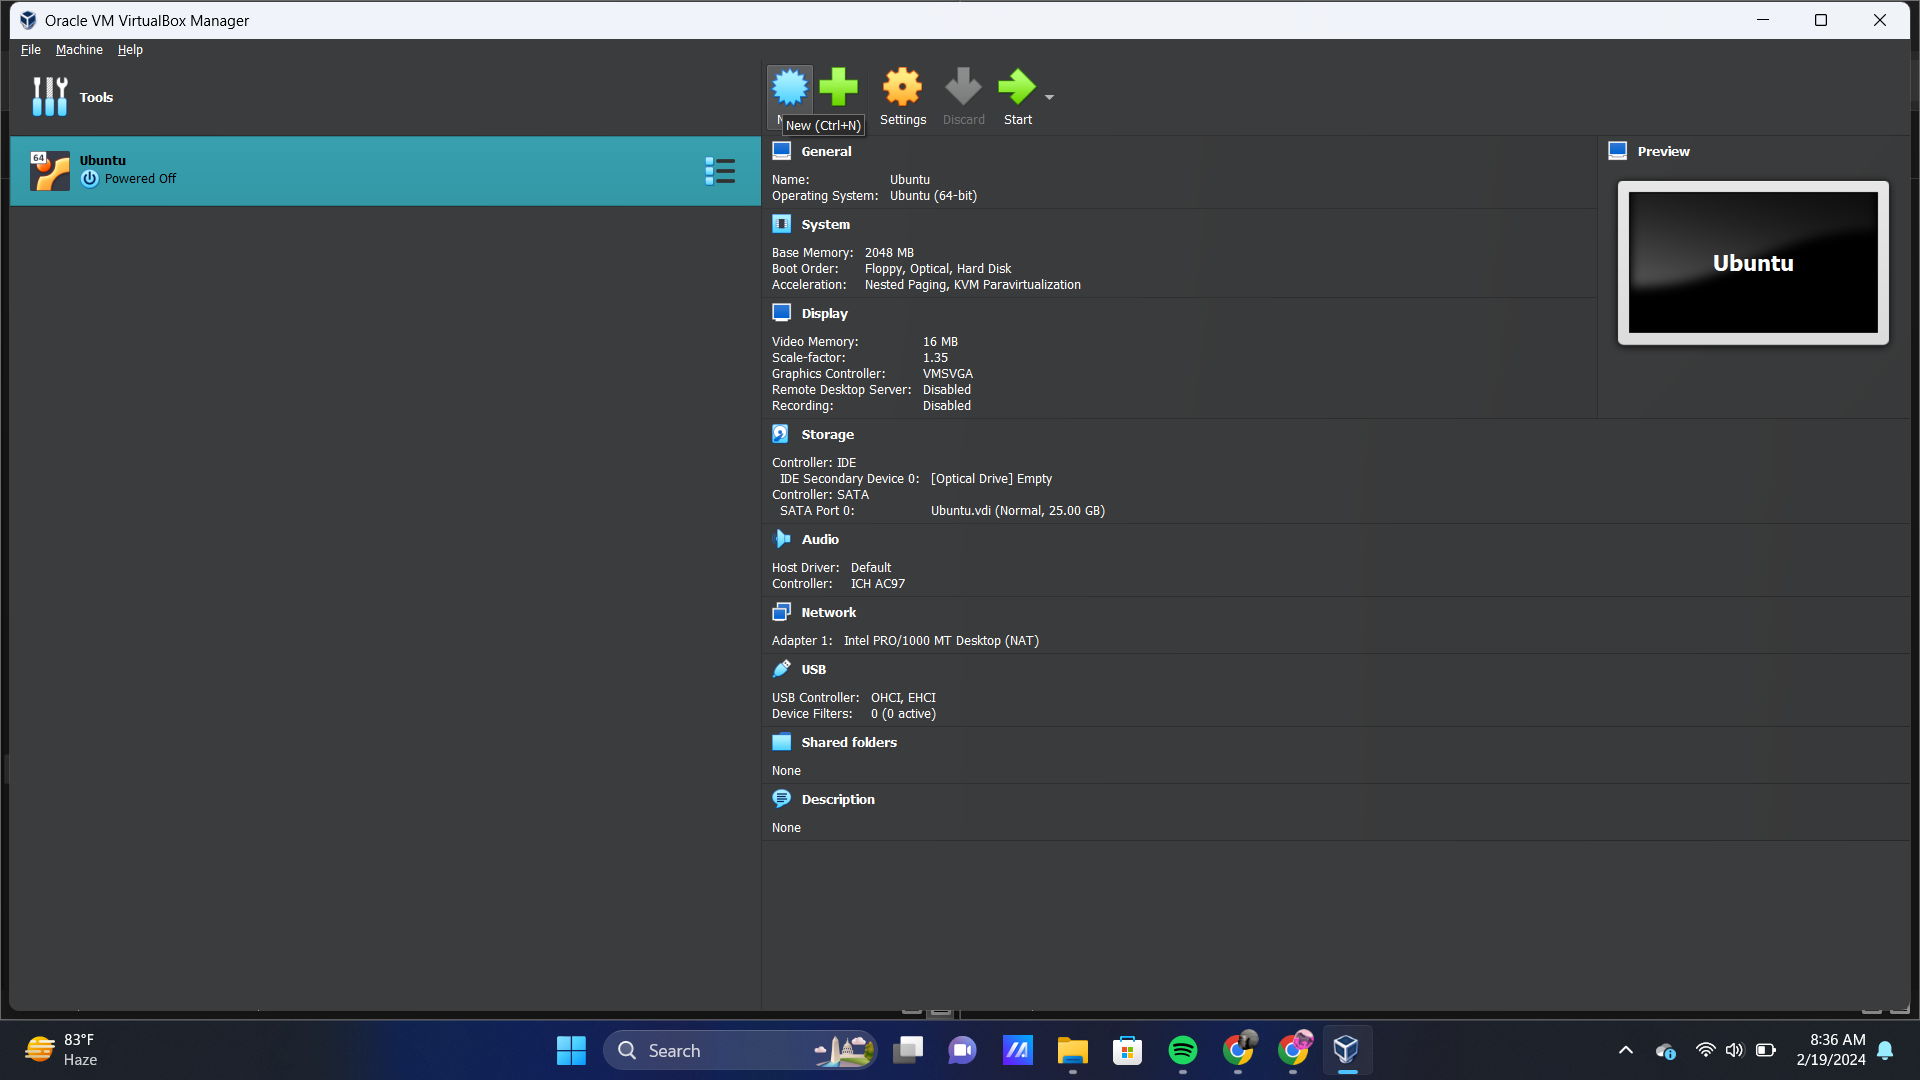 Oracle VM VirtualBox Manager
File Machine Help
Tools
New (Ctrl+N)
Settings
Discard
Start
64
Ubuntu
Powered Off
General
Name: Ubuntu
Operating System: Ubuntu (64-bit)
System
Base Memory: 2048 MB
Boot Order: Floppy, Optical, Hard Disk
Acceleration: Nested Paging, KVM Paravirtualization
Display
Video Memory: 16 MB
Scale-factor: 1.35
Graphics Controller: VMSVGA
Remote Desktop Server: Disabled
Recording: Disabled
Preview
Ubuntu
Storage
Controller: IDE
IDE Secondary Device 0: [Optical Drive] Empty
Controller: SATA
SATA Port 0: Ubuntu.vdi (Normal, 25.00 GB)
Audio
Host Driver: Default
Controller: ICH AC97
Network
Adapter 1: Intel PRO/1000 MT Desktop (NAT)
USB
USB Controller: OHCI, EHCI
Device Filters: 0 (0 active)
Shared folders
None
Description
None
83°F
Haze
Search
8:36 AM
2/19/2024